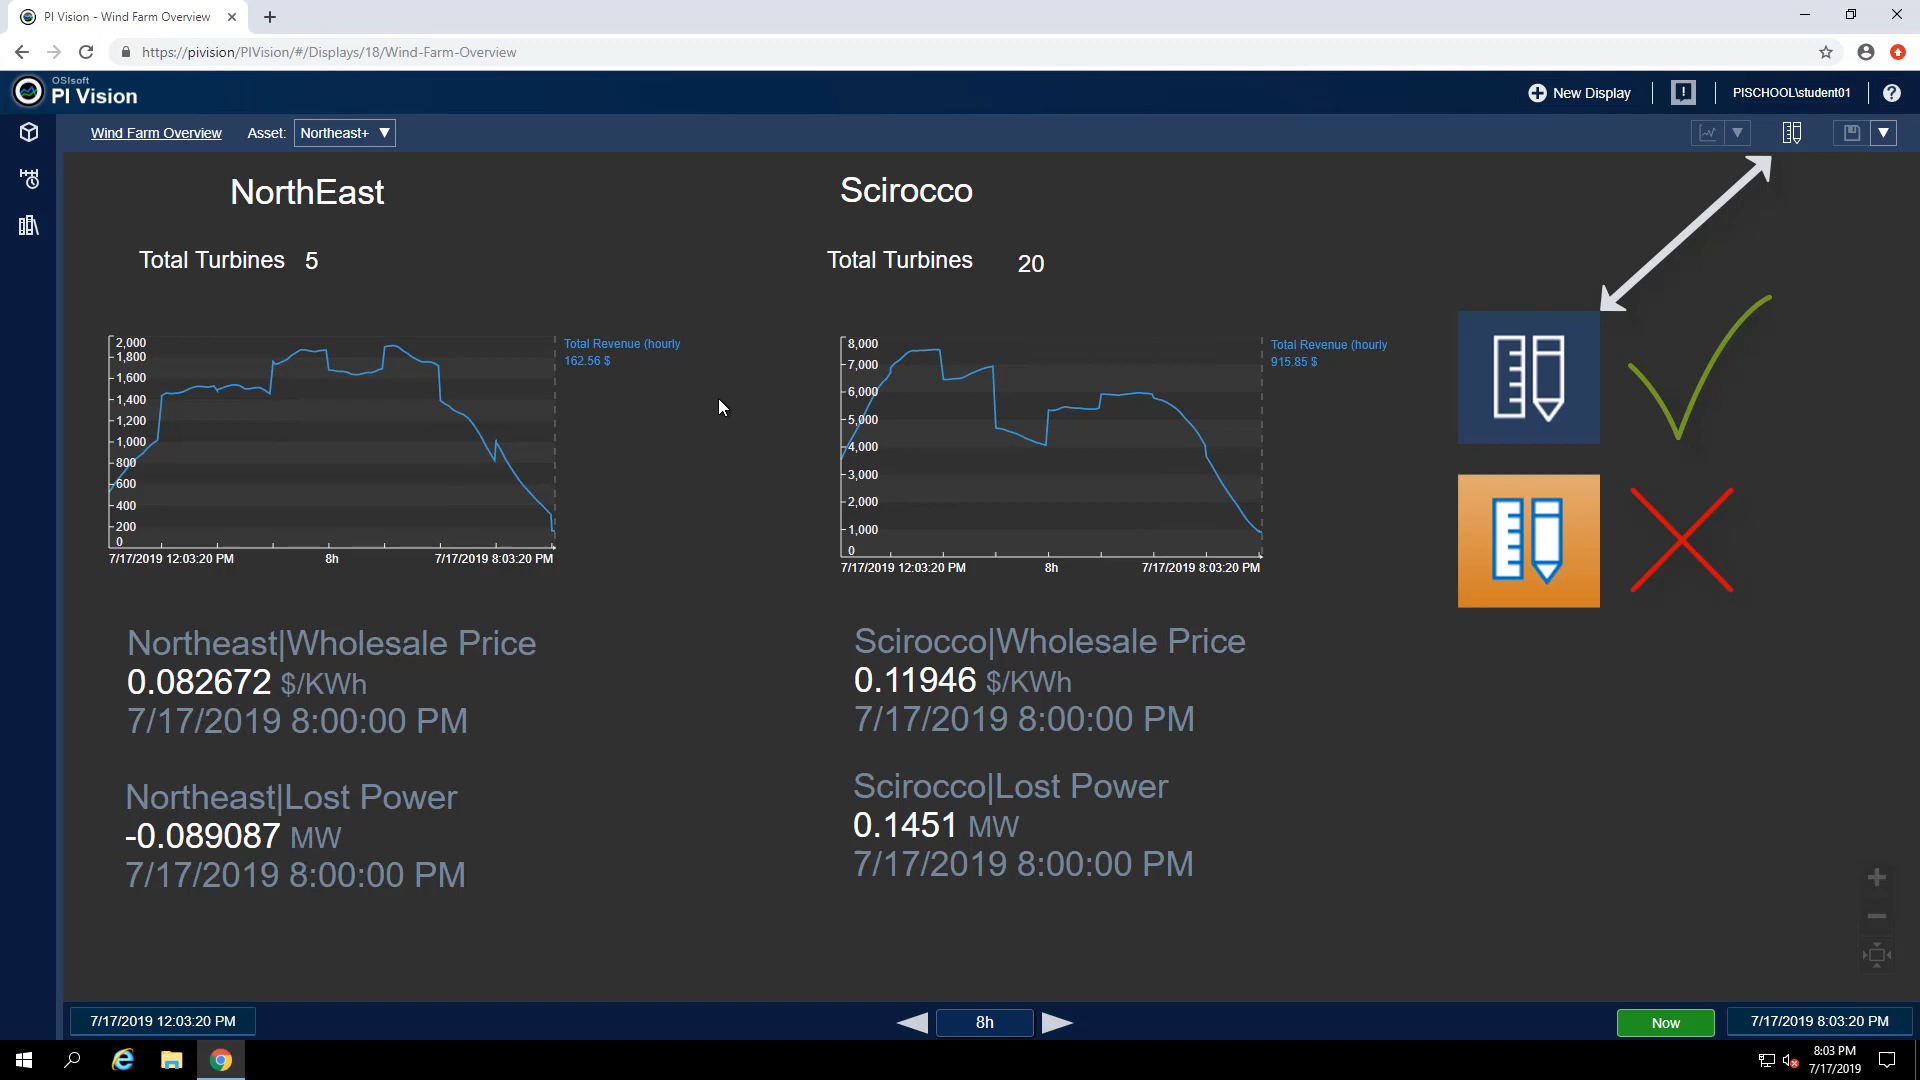 PI Vision - Wind Farm Overview
https://pivision/PIVision/#/Displays/18/Wind-Farm-Overview
OSIsoft
PI Vision
New Display
PISCHOOL\student01
Wind Farm Overview
Asset:
Northeast+
NorthEast
Scirocco
Total Turbines 5
Total Turbines 20
2,000
1,800
1,600
1,400
1,200
1,000
800
600
400
200
0
7/17/2019 12:03:20 PM
8h
7/17/2019 8:03:20 PM
Total Revenue (hourly
162.56 $
8,000
7,000
6,000
5,000
4,000
3,000
2,000
1,000
0
7/17/2019 12:03:20 PM
8h
7/17/2019 8:03:20 PM
Total Revenue (hourly
915.85 $
Northeast|Wholesale Price
0.082672 $/KWh
7/17/2019 8:00:00 PM
Scirocco|Wholesale Price
0.11946 $/KWh
7/17/2019 8:00:00 PM
Northeast|Lost Power
-0.089087 MW
7/17/2019 8:00:00 PM
Scirocco|Lost Power
0.1451 MW
7/17/2019 8:00:00 PM
7/17/2019 12:03:20 PM
8h
Now
7/17/2019 8:03:20 PM
8:03 PM
7/17/2019